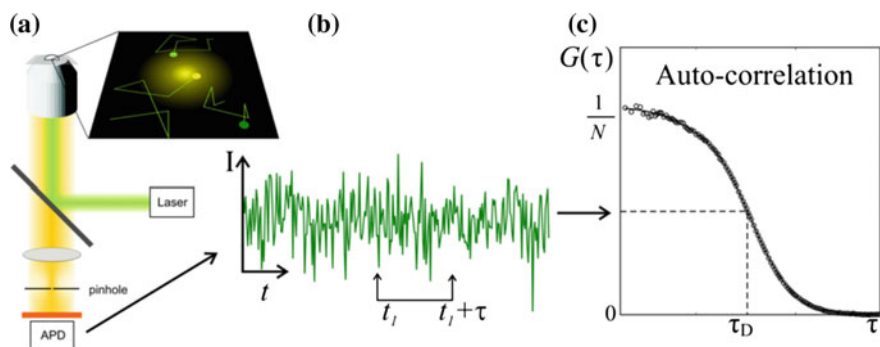 (a)
Laser
pinhole
APD
(b)
I
t
t₁
t₁+τ
(c)
G(τ)
Auto-correlation
1
N
0
τD
τ